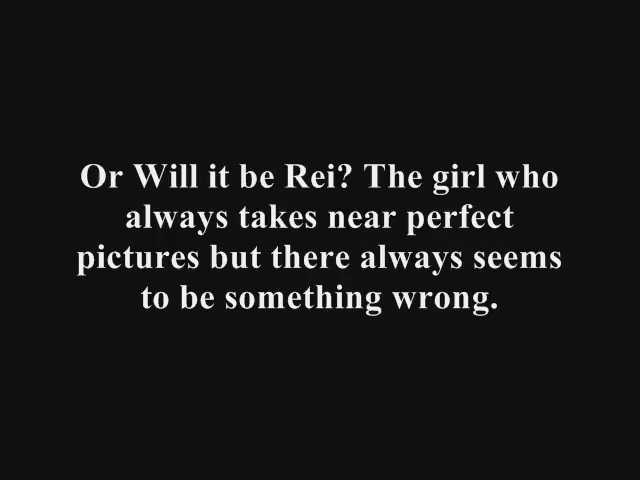 Or Will it be Rei? The girl who
always takes near perfect
pictures but there always seems
to be something wrong.